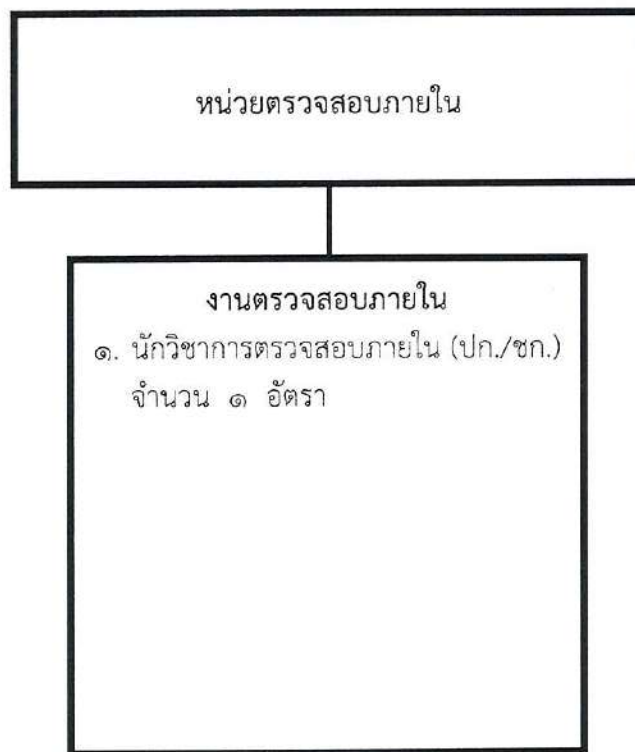 หน่วยตรวจสอบภายใน
งานตรวจสอบภายใน
๑. นักวิชาการตรวจสอบภายใน (ปก./ชก.)
จำนวน ๑ อัตรา